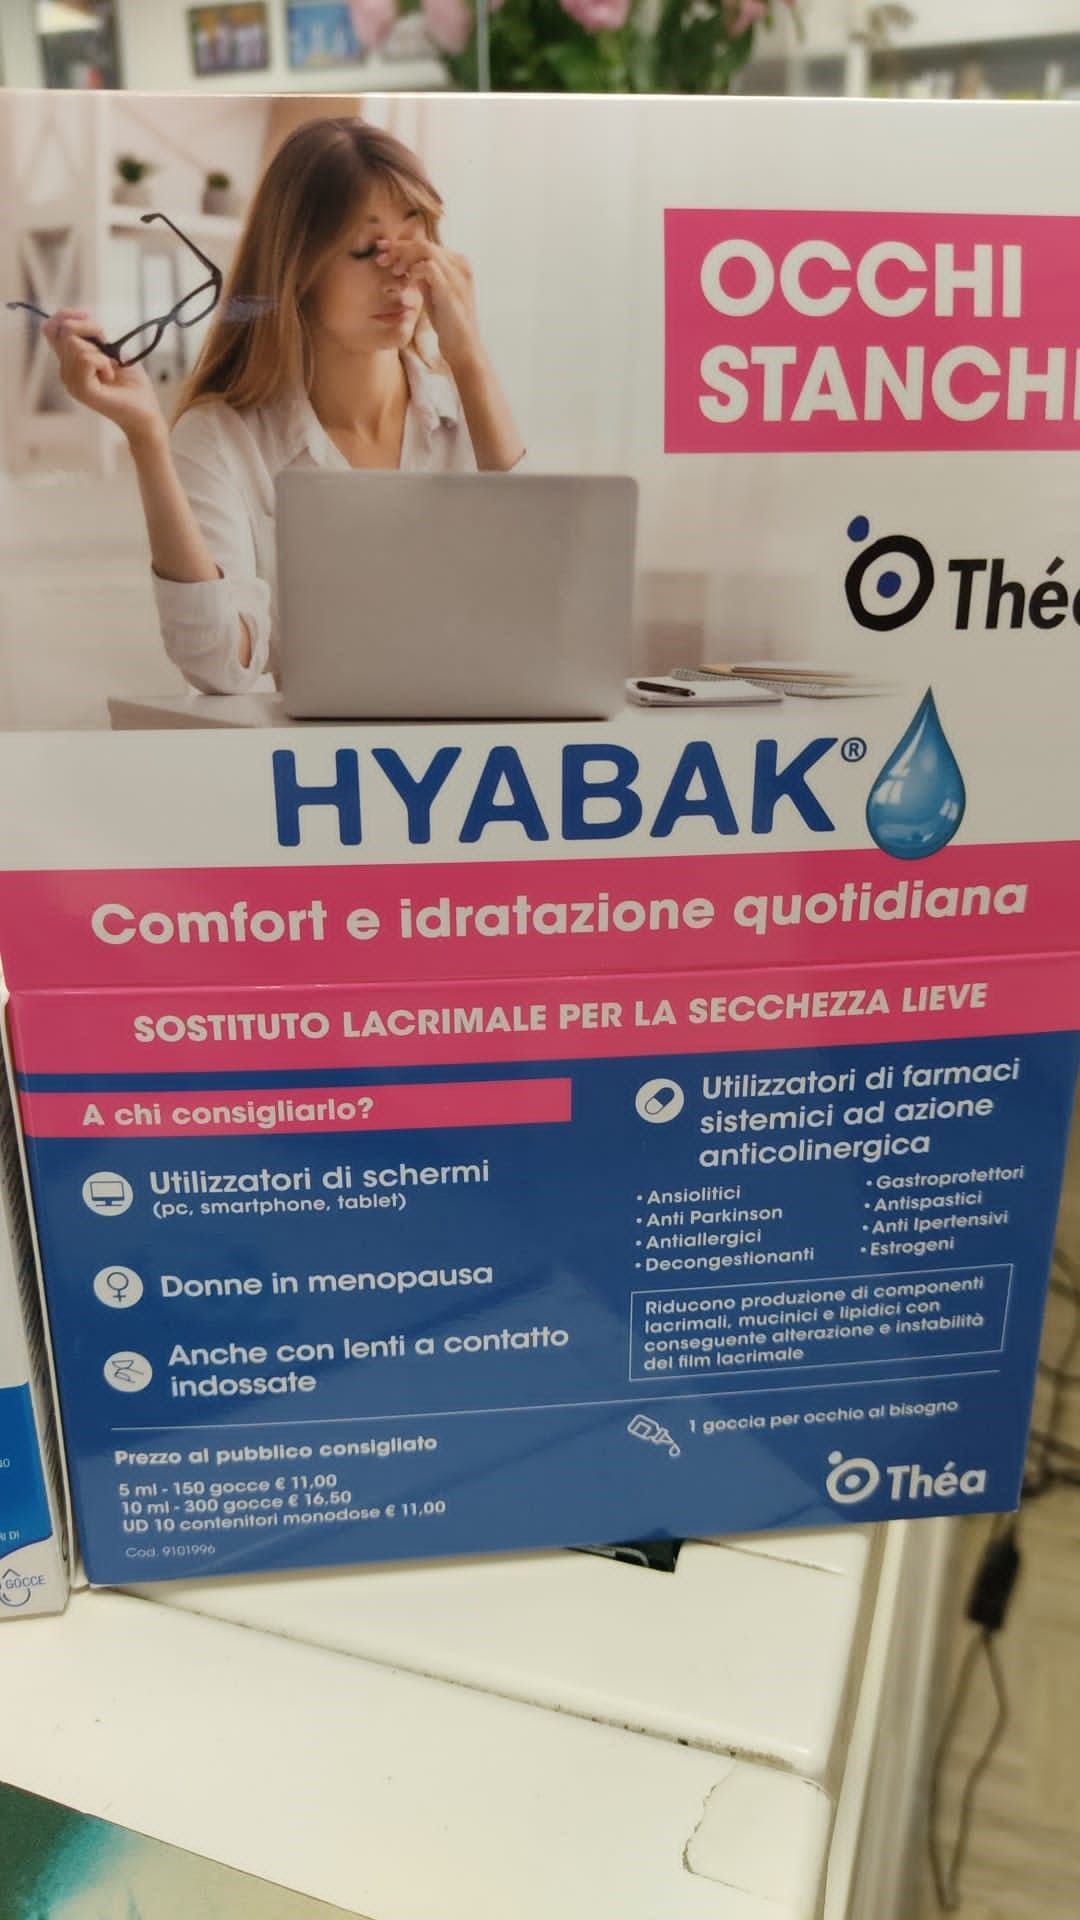 OCCHI
STANCHI
Théa
HYABAK®
Comfort e idratazione quotidiana
SOSTITUTO LACRIMALE PER LA SECCHEZZA LIEVE
A chi consigliarlo?
Utilizzatori di schermi
(pc, smartphone, tablet)
Donne in menopausa
Anche con lenti a contatto
indossate
Utilizzatori di farmaci
sistemici ad azione
anticolinergica
• Ansiolitici
• Anti Parkinson
• Antiallergici
• Decongestionanti
• Gastroprotettori
• Antispastici
• Anti Ipertensivi
• Estrogeni
Riducono produzione di componenti
lacrimali, mucinici e lipidici con
conseguente alterazione e instabilità
del film lacrimale
Prezzo al pubblico consigliato
5 ml - 150 gocce € 11,00
10 ml - 300 gocce € 16,50
UD 10 contenitori monodose € 11,00
Cod. 9101996
1 goccia per occhio al bisogno
Théa
GOCCE